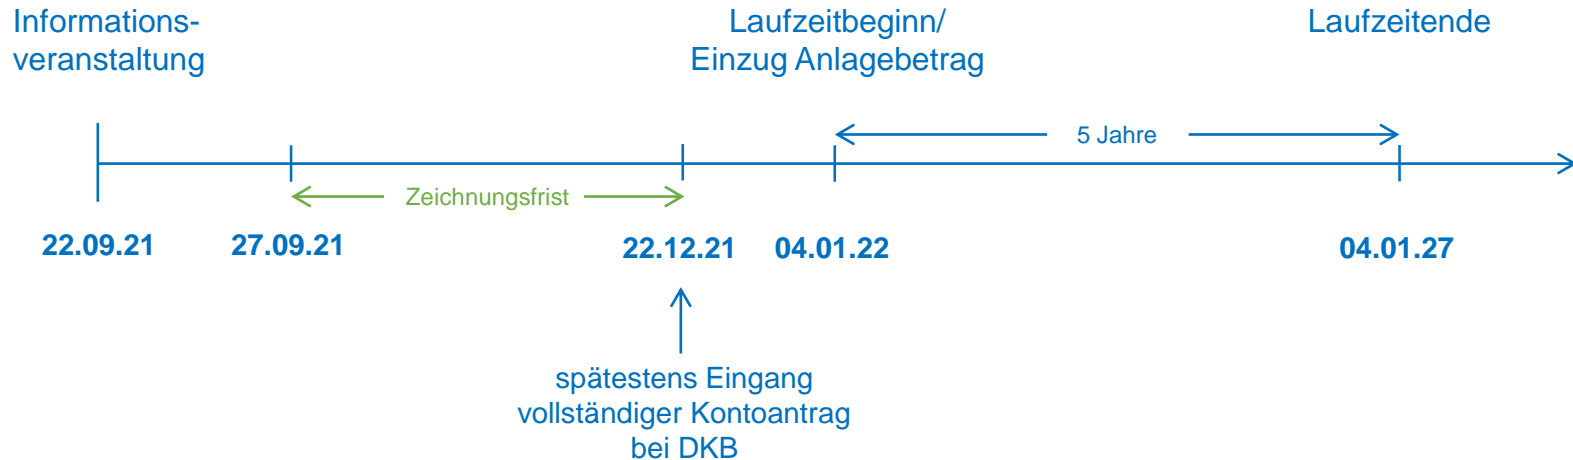 Informations-
veranstaltung
Laufzeitbeginn/
Einzug Anlagebetrag
Laufzeitende
5 Jahre
Zeichnungsfrist
22.09.21
27.09.21
22.12.21
04.01.22
04.01.27
spätestens Eingang
vollständiger Kontoantrag
bei DKB